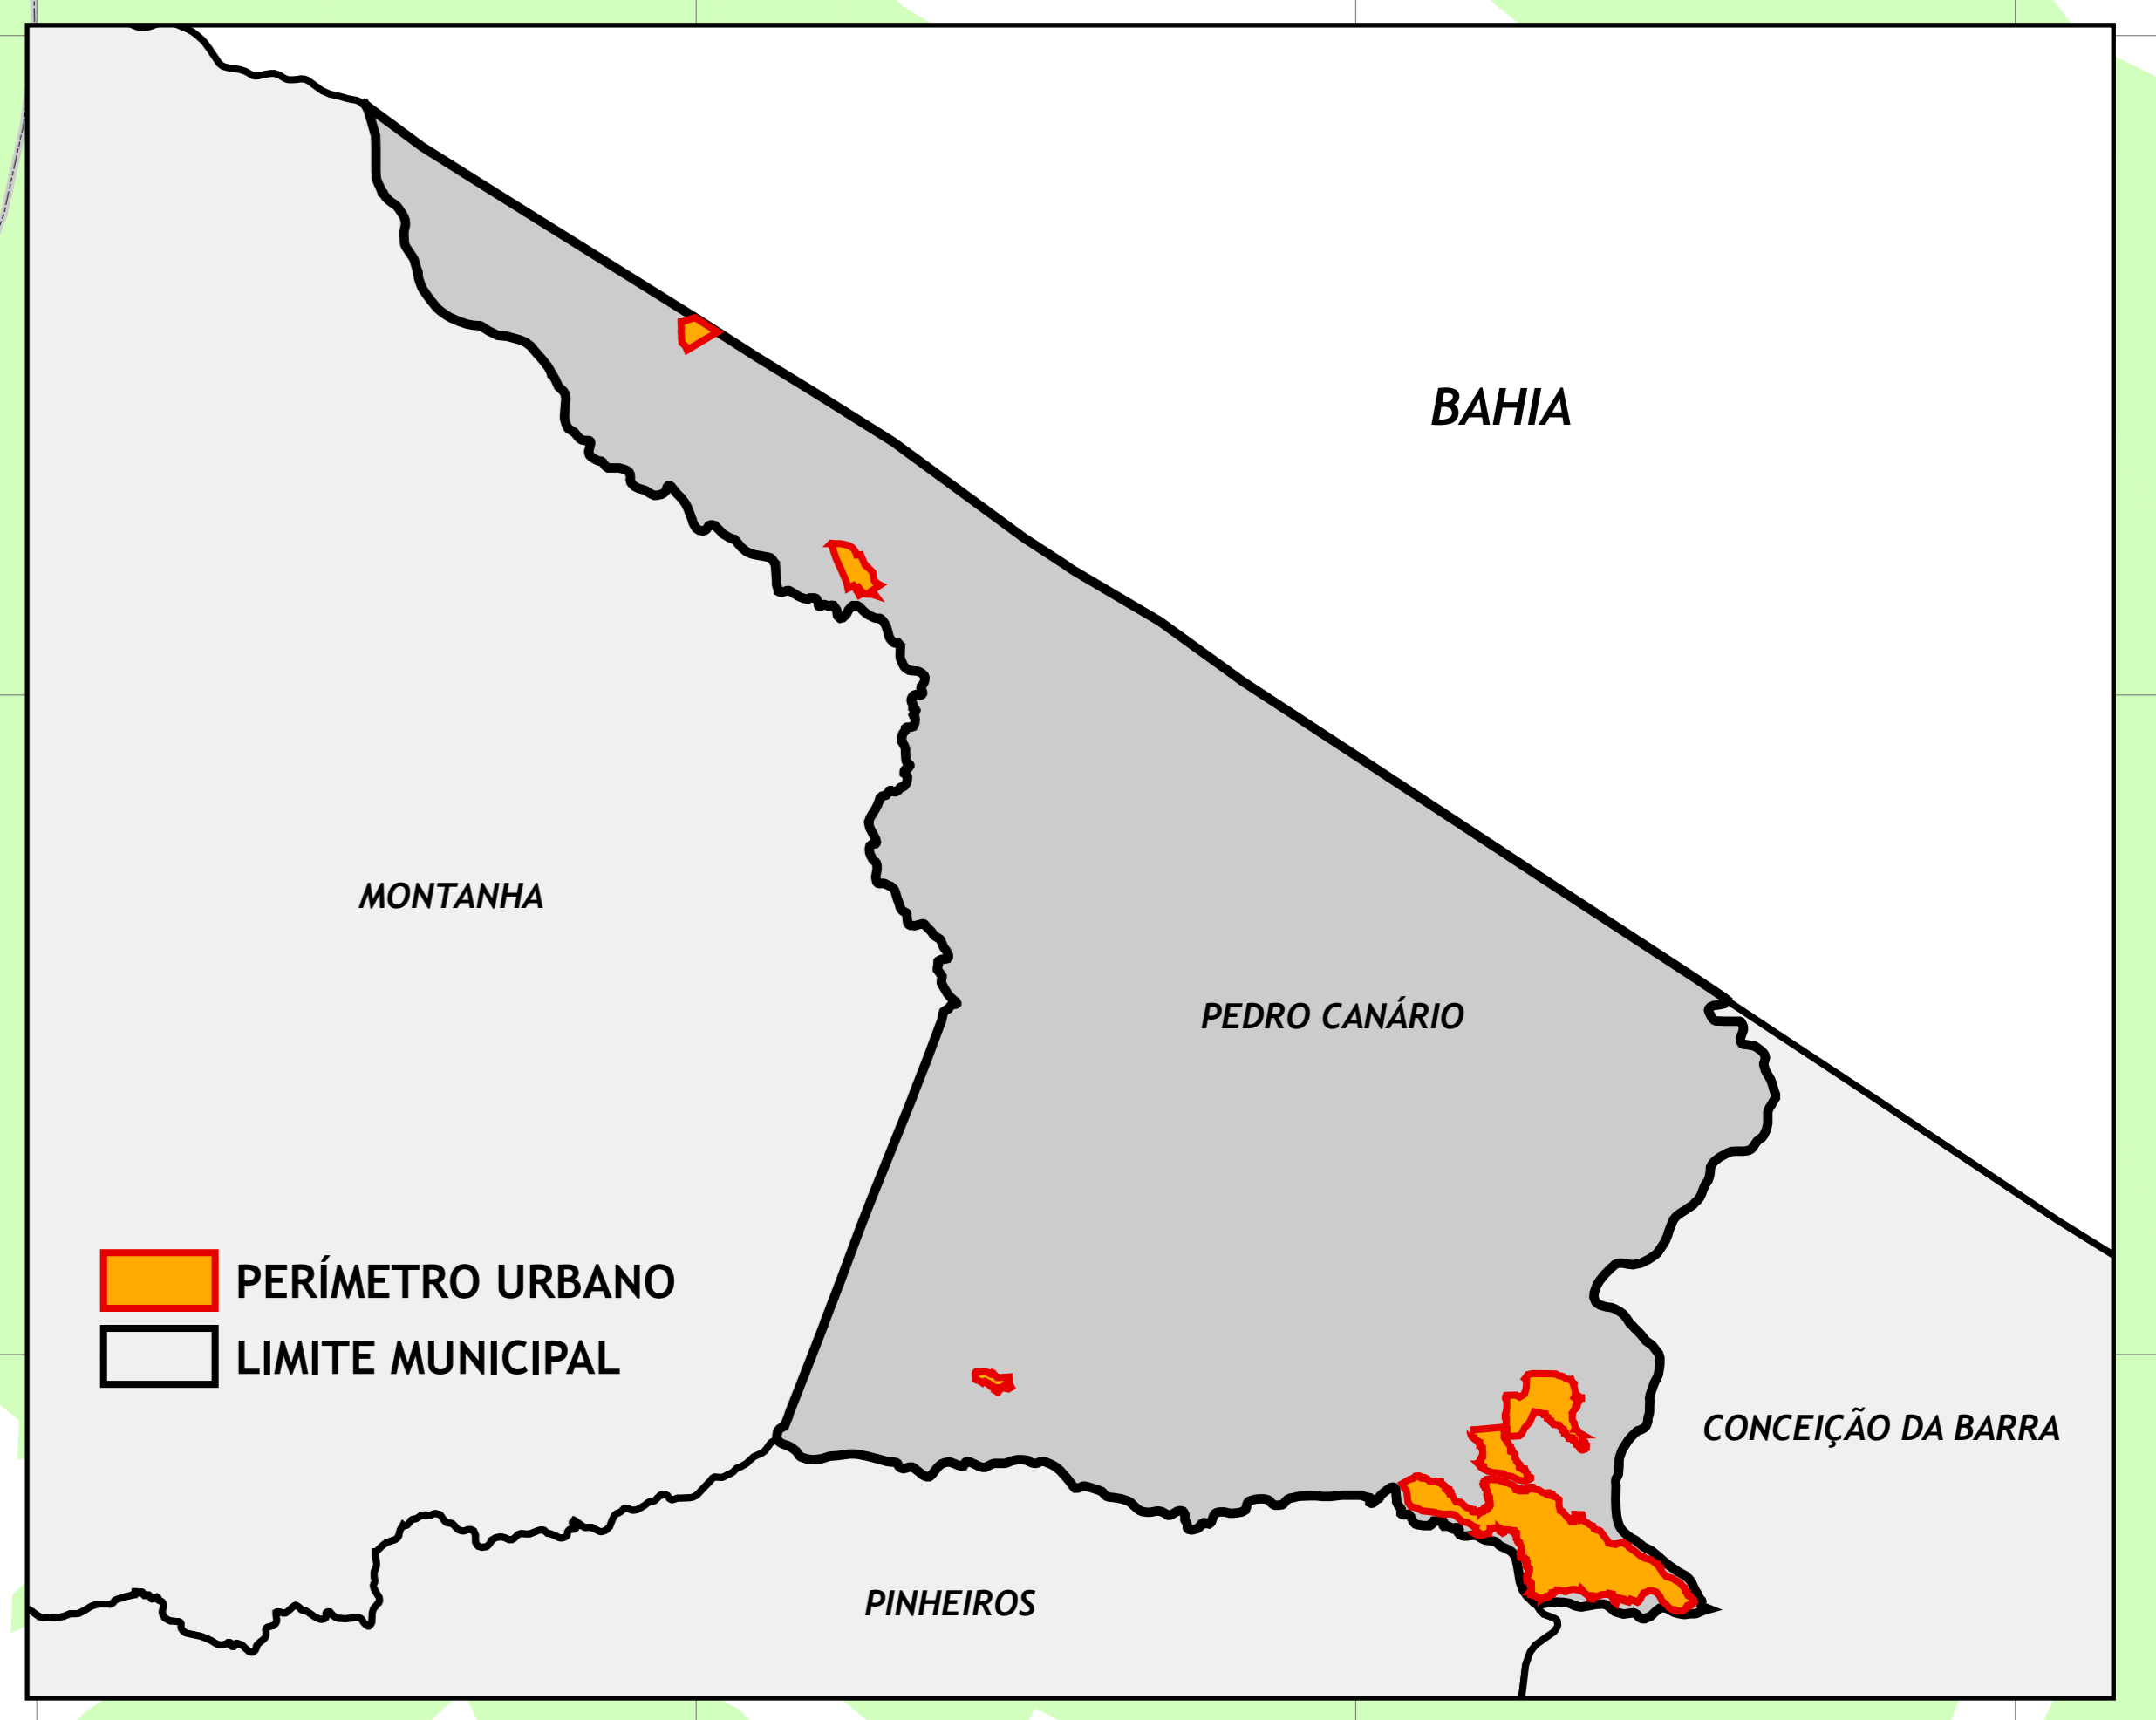 BAHIA
MONTANHA
PEDRO CANÁRIO
PERÍMETRO URBANO
LIMITE MUNICIPAL
CONCEIÇÃO DA BARRA
PINHEIROS